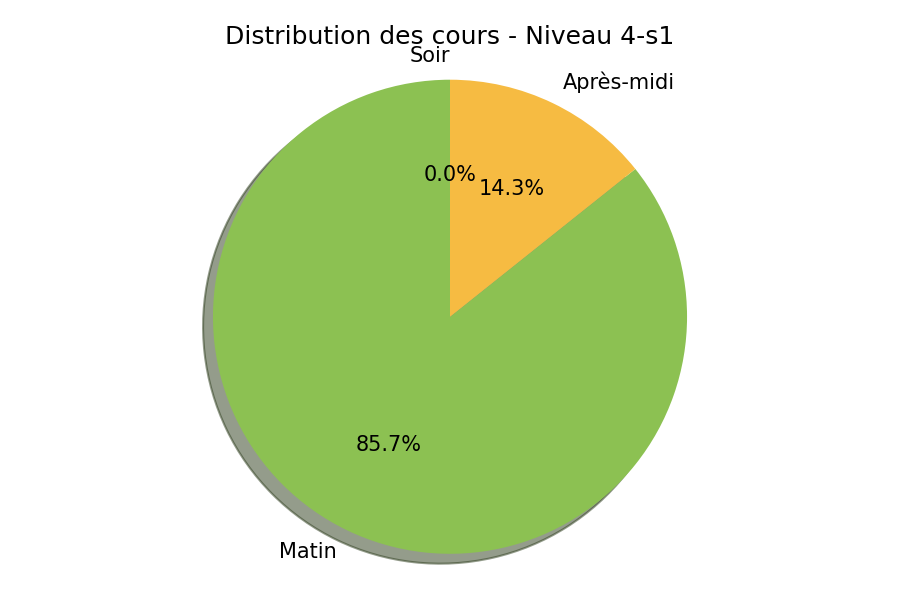 Distribution des cours - Niveau 4-s1
Soir
Après-midi
0.0%
14.3%
85.7%
Matin